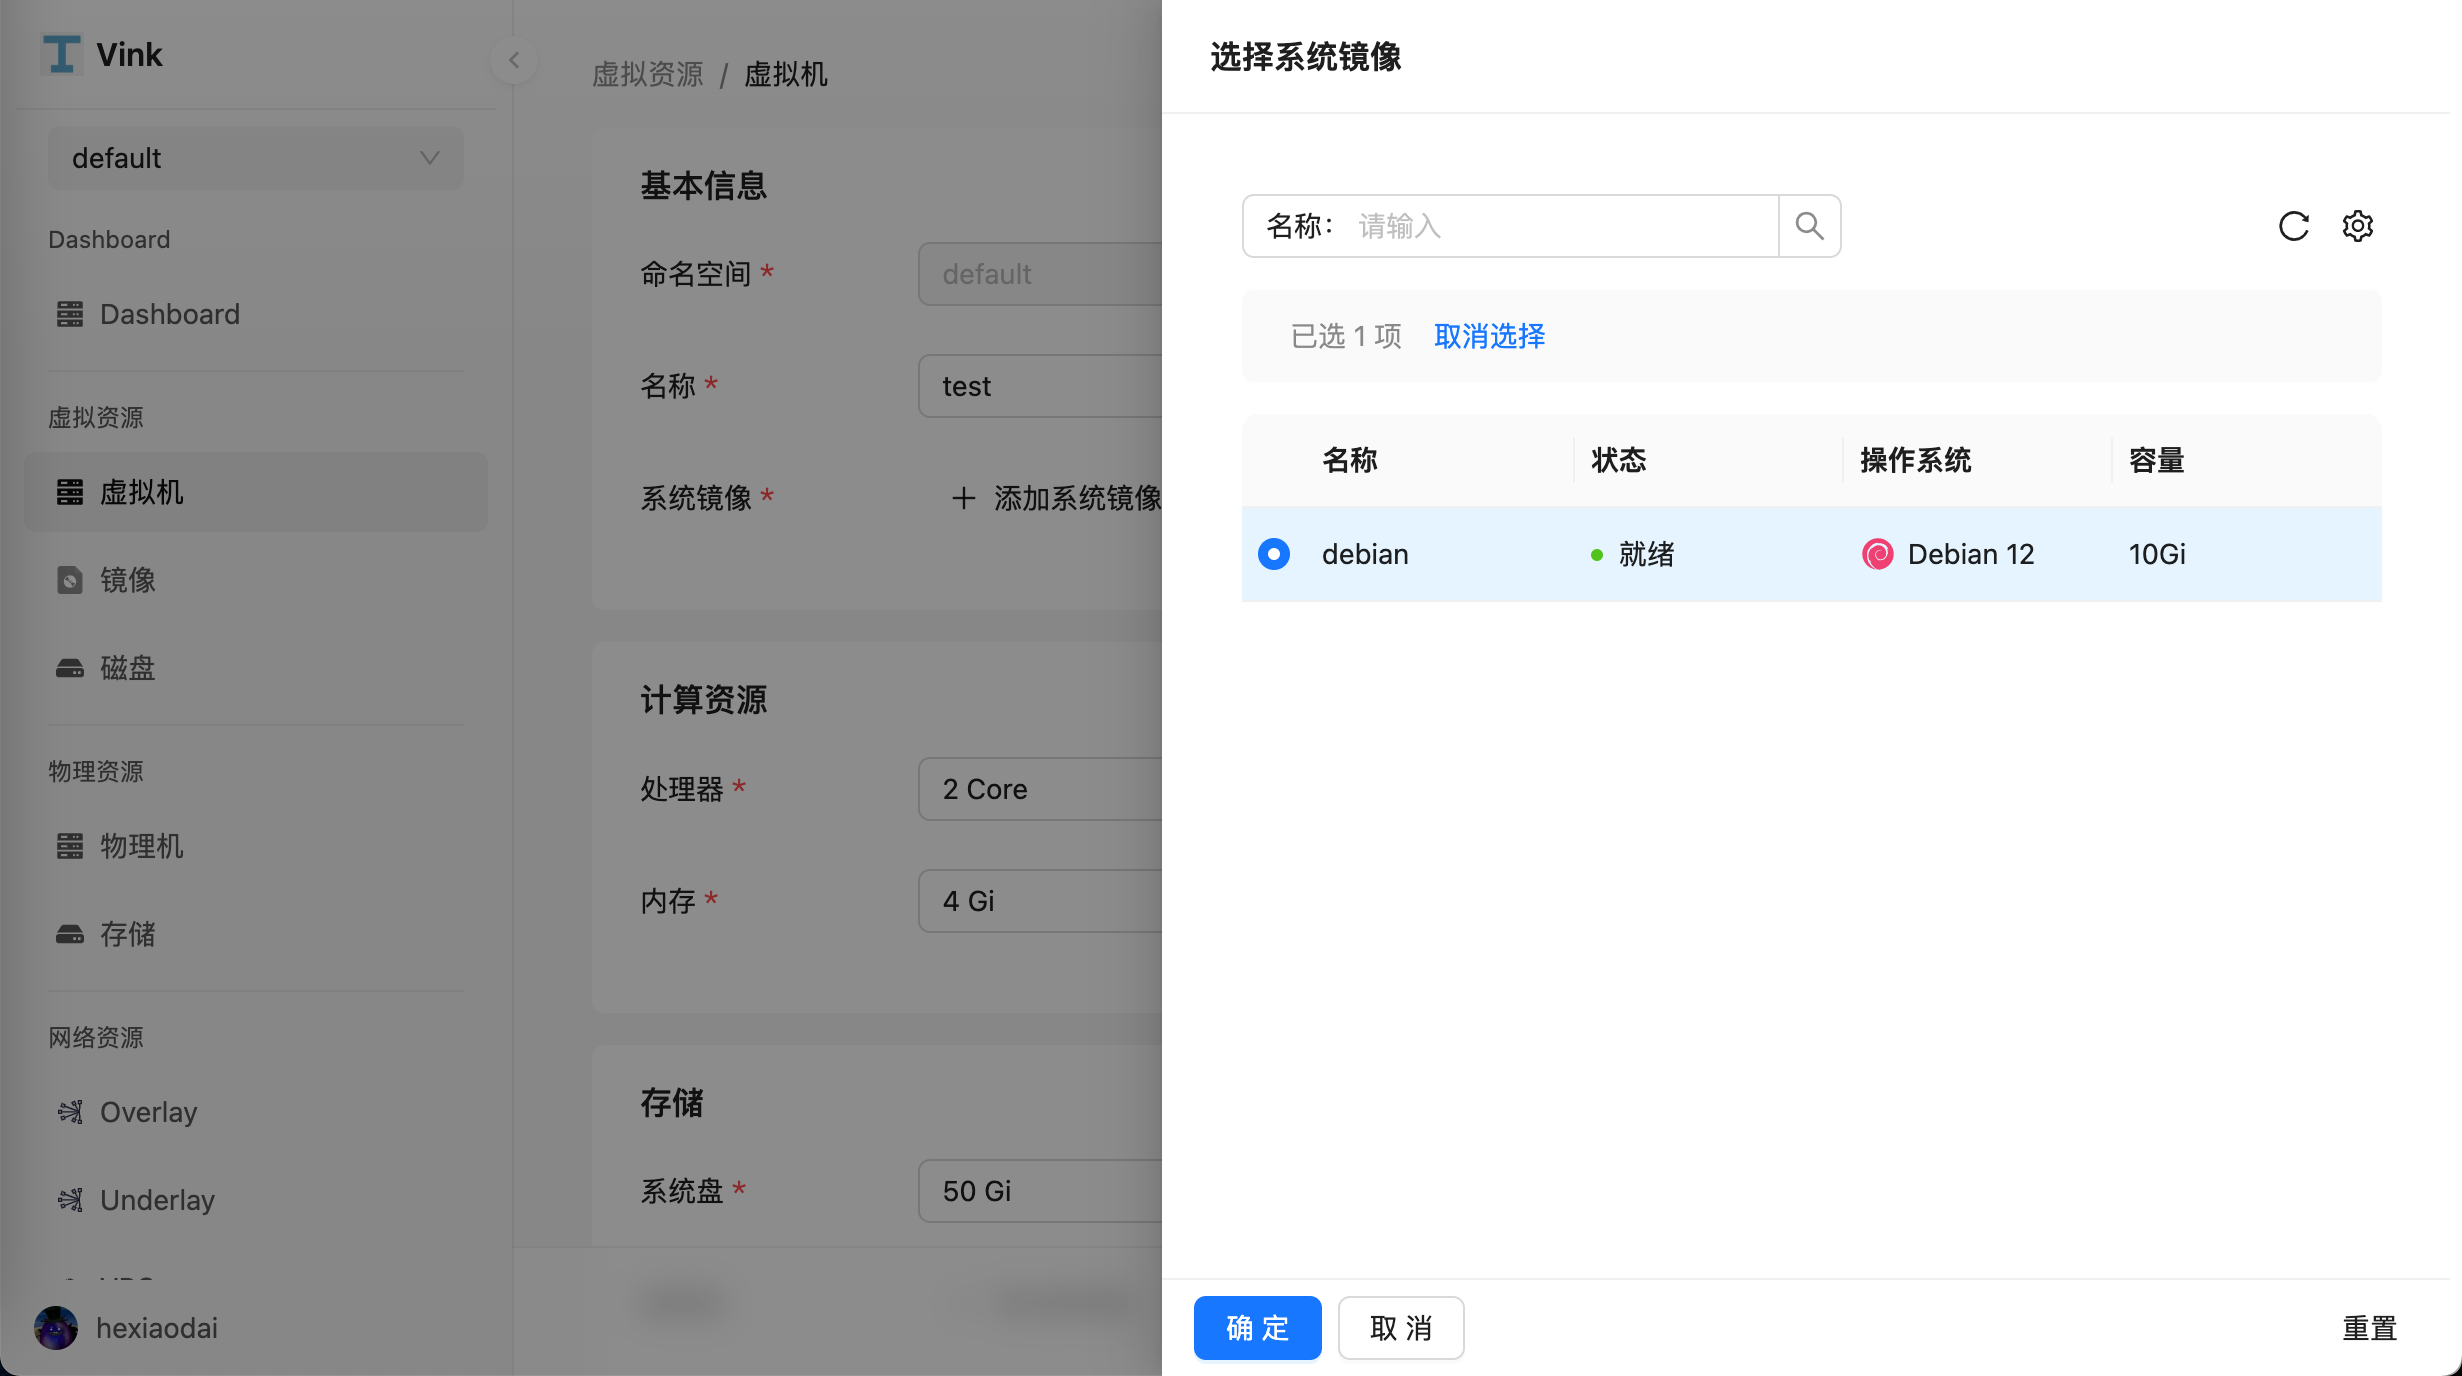 Vink
default
Dashboard
Dashboard
虚拟资源
虚拟机
镜像
磁盘
物理资源
物理机
存储
网络资源
Overlay
Underlay
hexiaodai
虚拟资源 / 虚拟机
基本信息
命名空间 * default
名称 * test
系统镜像 * 添加系统镜像
计算资源
处理器 * 2 Core
内存 * 4 Gi
存储
系统盘 * 50 Gi
选择系统镜像
名称： 请输入
已选 1 项 取消选择
名称 状态 操作系统 容量
debian 就绪 Debian 12 10Gi
确 定 取 消 重置